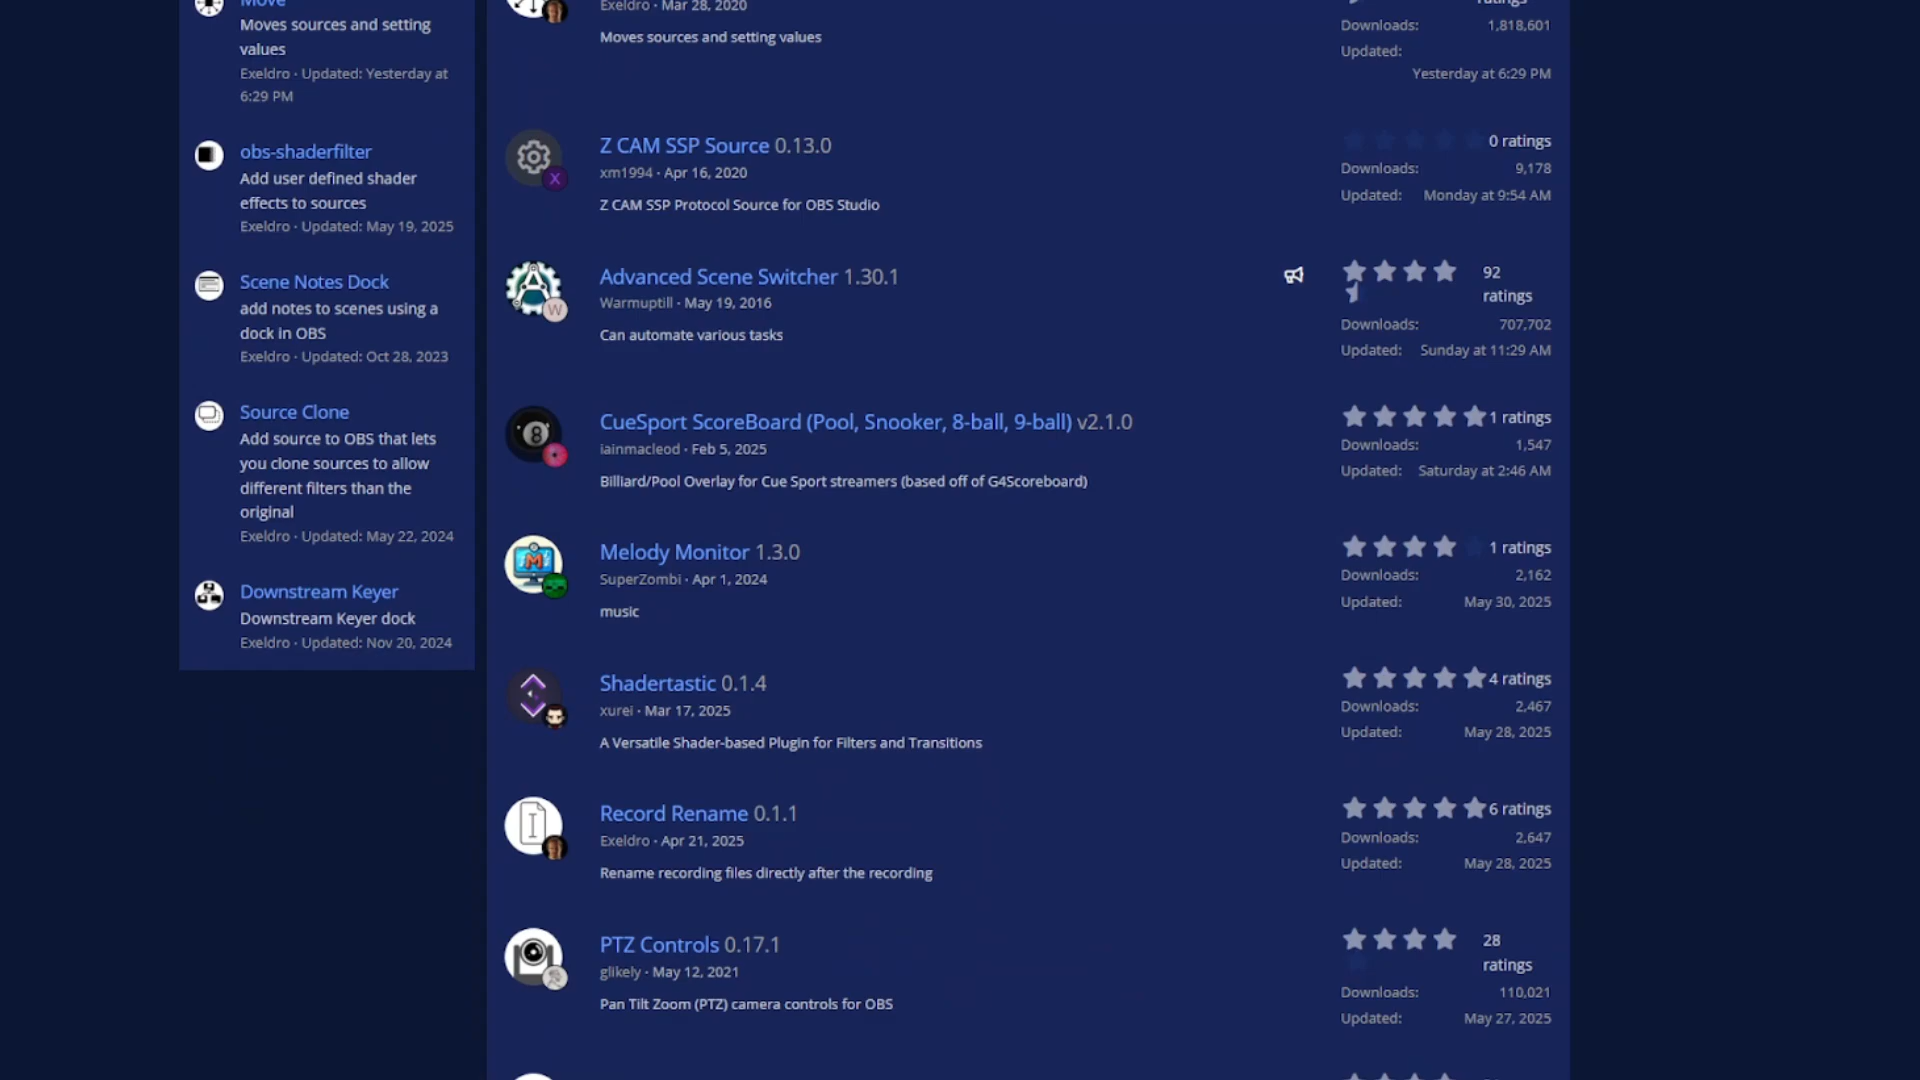 Move
Moves sources and setting
values
Exeldro · Updated: Yesterday at
6:29 PM
obs-shaderfilter
Add user defined shader
effects to sources
Exeldro · Updated: May 19, 2025
Scene Notes Dock
add notes to scenes using a
dock in OBS
Exeldro · Updated: Oct 28, 2023
Source Clone
Add source to OBS that lets
you clone sources to allow
different filters than the
original
Exeldro · Updated: May 22, 2024
Downstream Keyer
Downstream Keyer dock
Exeldro · Updated: Nov 20, 2024
Exeldro · Mar 28, 2020
Moves sources and setting values
ratings
Downloads: 1,818,601
Updated:
Yesterday at 6:29 PM
Z CAM SSP Source 0.13.0
xm1994 · Apr 16, 2020
Z CAM SSP Protocol Source for OBS Studio
0 ratings
Downloads: 9,178
Updated: Monday at 9:54 AM
Advanced Scene Switcher 1.30.1
Warmuptill · May 19, 2016
Can automate various tasks
92
ratings
Downloads: 707,702
Updated: Sunday at 11:29 AM
CueSport ScoreBoard (Pool, Snooker, 8-ball, 9-ball) v2.1.0
iainmacleod · Feb 5, 2025
Billiard/Pool Overlay for Cue Sport streamers (based off of G4Scoreboard)
1 ratings
Downloads: 1,547
Updated: Saturday at 2:46 AM
Melody Monitor 1.3.0
SuperZombi · Apr 1, 2024
music
1 ratings
Downloads: 2,162
Updated: May 30, 2025
Shadertastic 0.1.4
xurei · Mar 17, 2025
A Versatile Shader-based Plugin for Filters and Transitions
4 ratings
Downloads: 2,467
Updated: May 28, 2025
Record Rename 0.1.1
Exeldro · Apr 21, 2025
Rename recording files directly after the recording
6 ratings
Downloads: 2,647
Updated: May 28, 2025
PTZ Controls 0.17.1
glikely · May 12, 2021
Pan Tilt Zoom (PTZ) camera controls for OBS
28
ratings
Downloads: 110,021
Updated: May 27, 2025
X
W
8
M